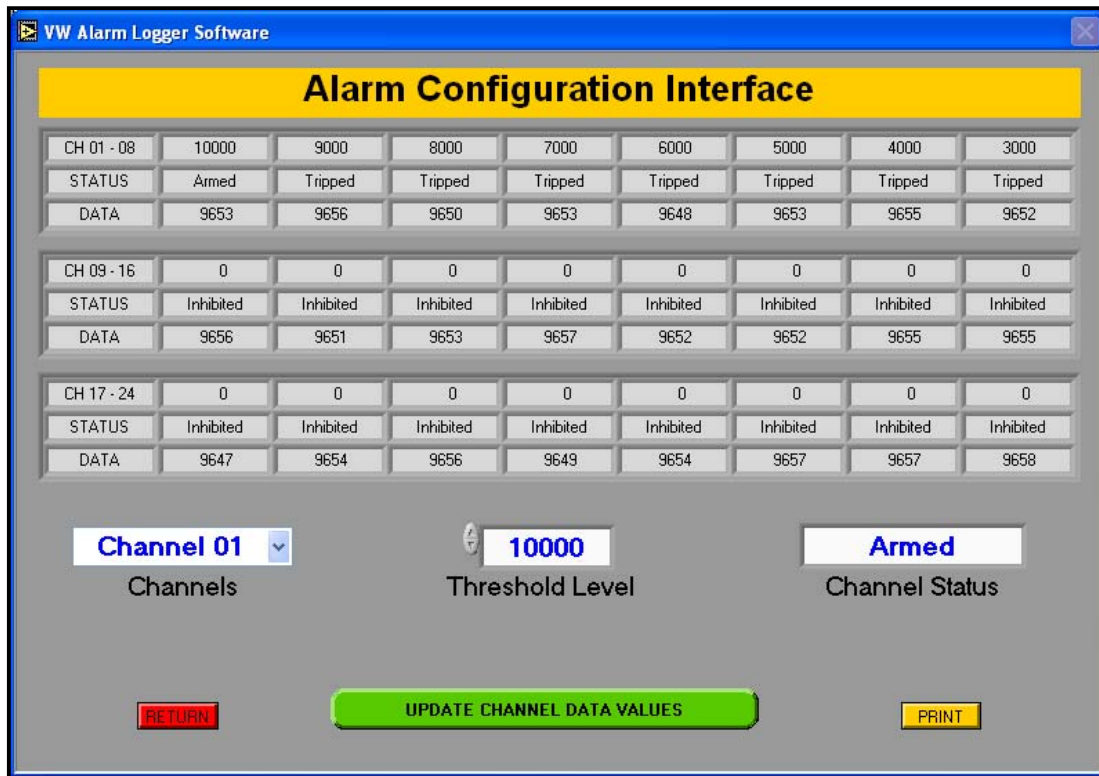 VW Alarm Logger Software
Alarm Configuration Interface
CH 01 - 08 10000 9000 8000 7000 6000 5000 4000 3000
STATUS Armed Tripped Tripped Tripped Tripped Tripped Tripped Tripped
DATA 9653 9656 9650 9653 9648 9653 9655 9652
CH 09 - 16 0 0 0 0 0 0 0 0
STATUS Inhibited Inhibited Inhibited Inhibited Inhibited Inhibited Inhibited Inhibited
DATA 9656 9651 9653 9657 9652 9652 9655 9655
CH 17 - 24 0 0 0 0 0 0 0 0
STATUS Inhibited Inhibited Inhibited Inhibited Inhibited Inhibited Inhibited Inhibited
DATA 9647 9654 9656 9649 9654 9657 9657 9658
Channel 01 10000 Armed
Channels Threshold Level Channel Status
RETURN UPDATE CHANNEL DATA VALUES PRINT